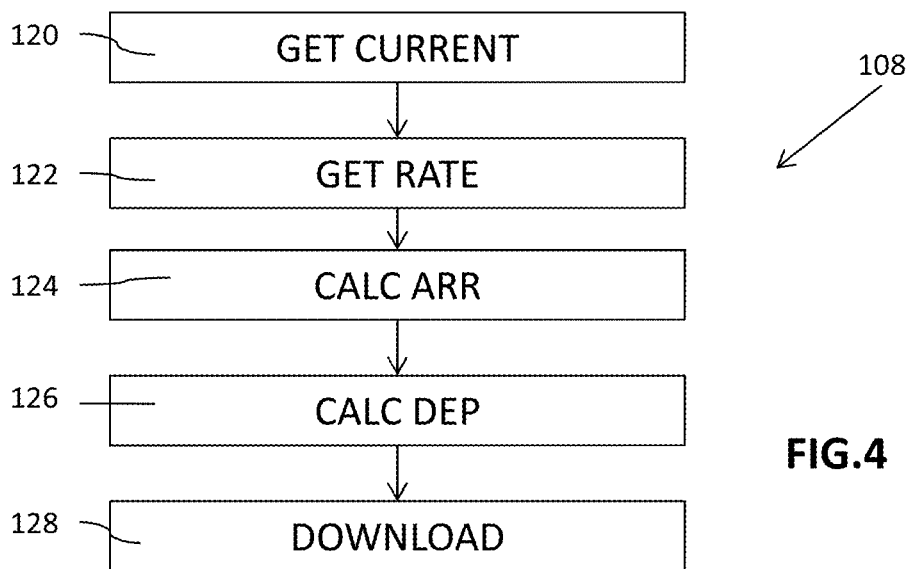 120
GET CURRENT
108
122
GET RATE
124
CALC ARR
126
CALC DEP
FIG.4
128
DOWNLOAD